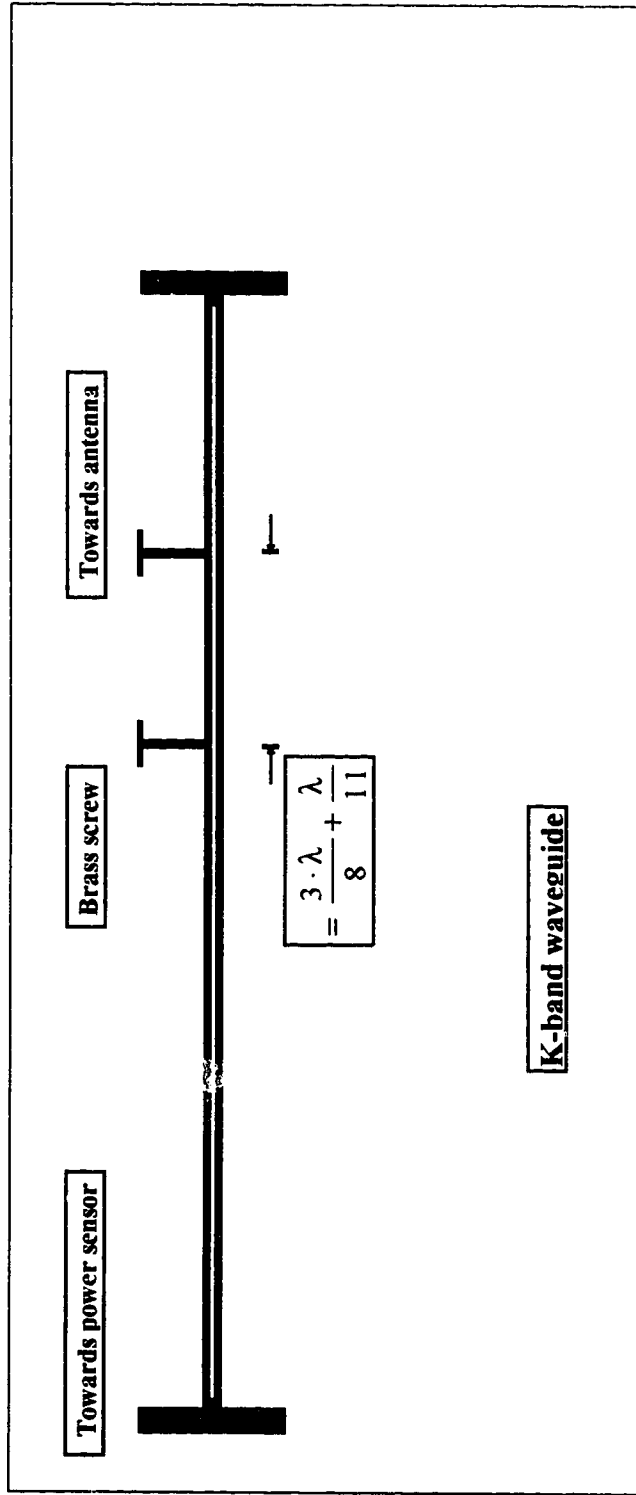 Towards power sensor
Brass screw
Towards antenna
= 3 · λ / 8 + λ / 11
K-band waveguide